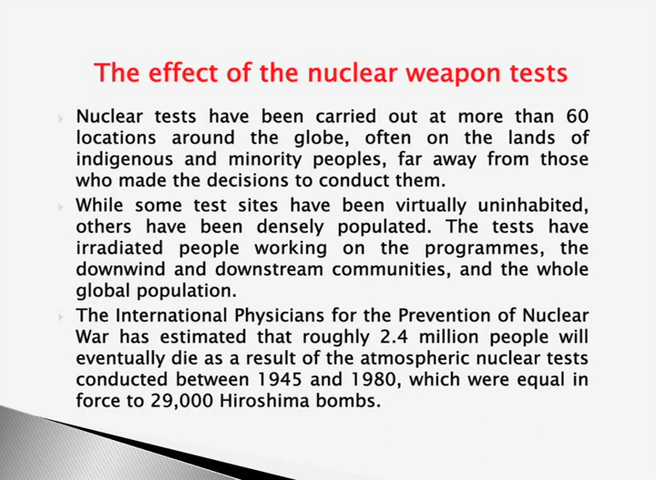 The effect of the nuclear weapon tests
Nuclear tests have been carried out at more than 60
locations around the globe, often on the lands of
indigenous and minority peoples, far away from those
who made the decisions to conduct them.
While some test sites have been virtually uninhabited,
others have been densely populated. The tests have
irradiated people working on the programmes, the
downwind and downstream communities, and the whole
global population.
The International Physicians for the Prevention of Nuclear
War has estimated that roughly 2.4 million people will
eventually die as a result of the atmospheric nuclear tests
conducted between 1945 and 1980, which were equal in
force to 29,000 Hiroshima bombs.